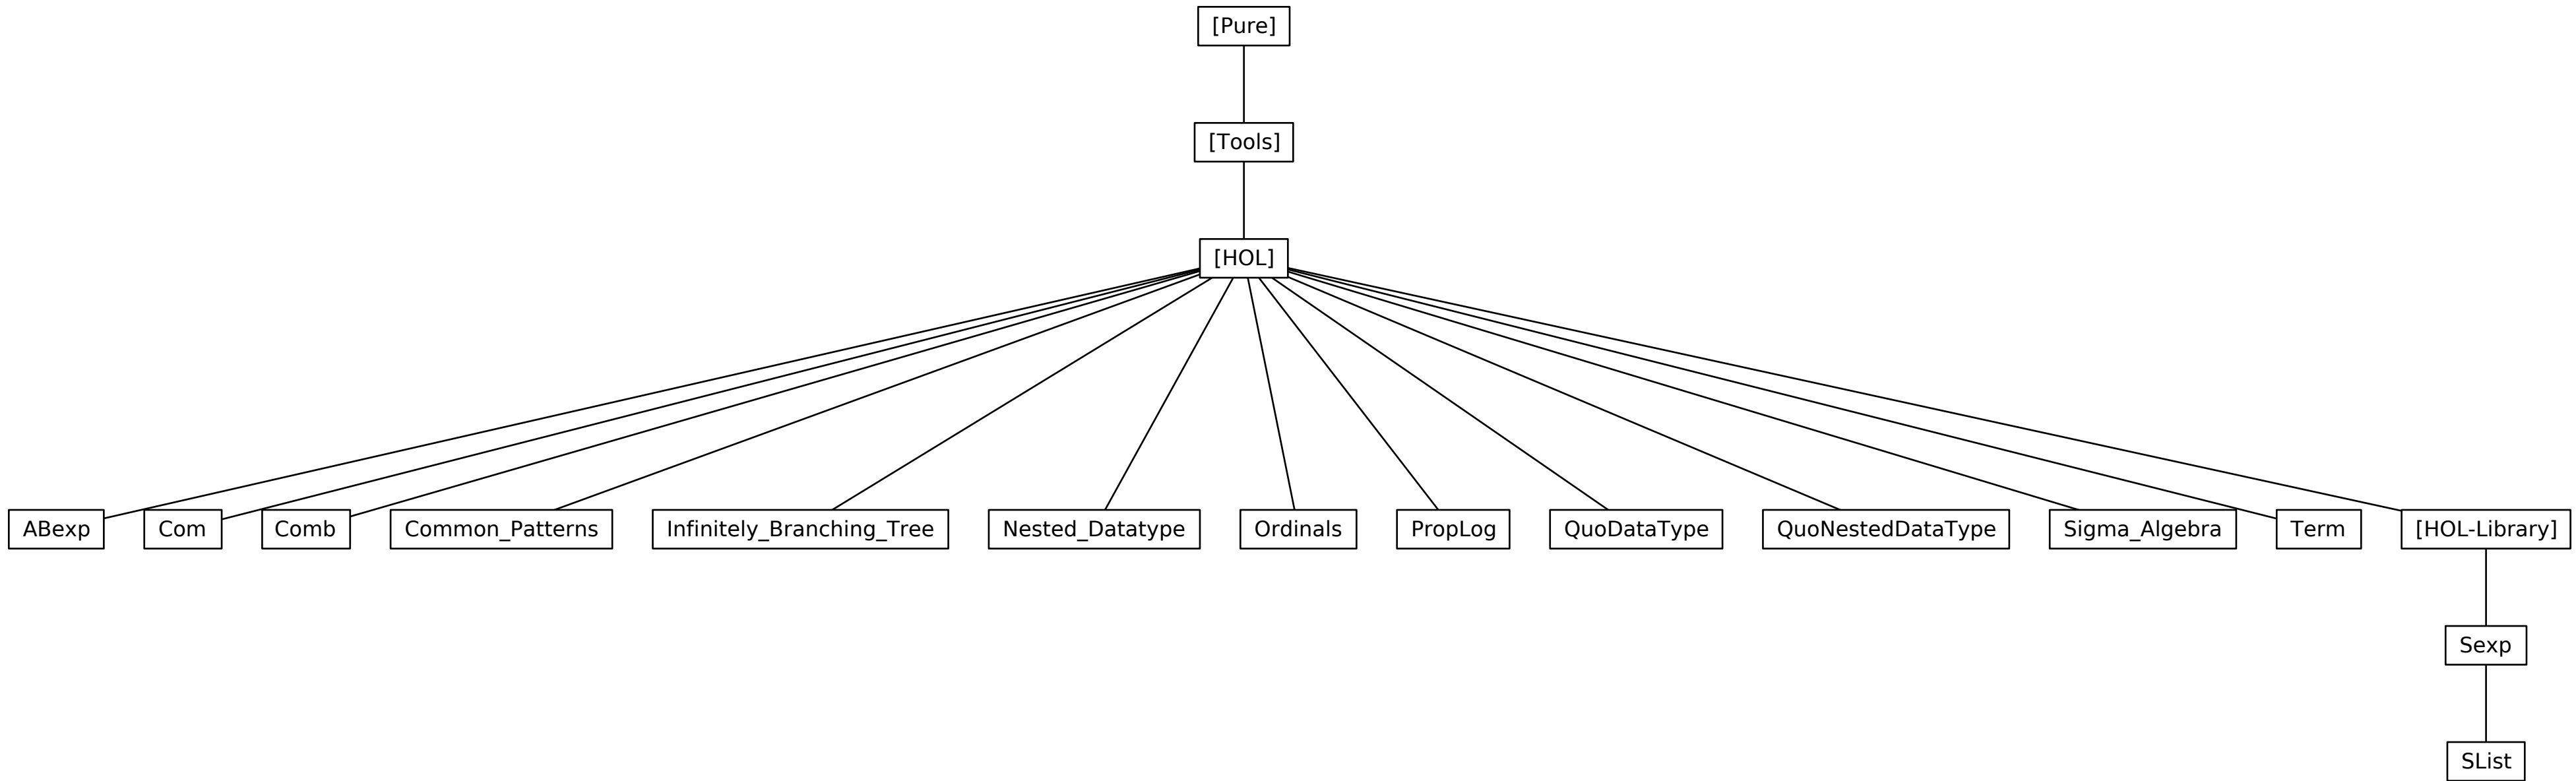 [Pure]
[Tools]
[HOL]
ABexp
Com
Comb
Common_Patterns
Infinitely_Branching_Tree
Nested_Datatype
Ordinals
PropLog
QuoDataType
QuoNestedDataType
Sigma_Algebra
Term
[HOL-Library]
Sexp
SList